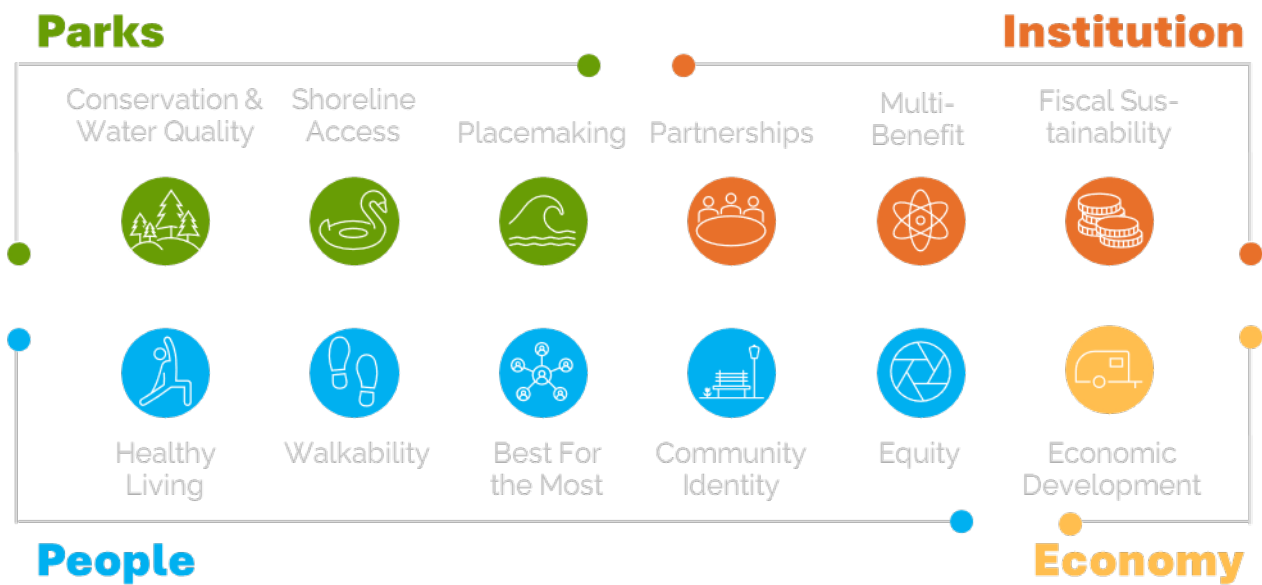 Parks
Institution
Conservation &
Water Quality
Shoreline
Access
Placemaking
Partnerships
Multi-
Benefit
Fiscal Sus-
tainability
Healthy
Living
Walkability
Best For
the Most
Community
Identity
Equity
Economic
Development
People
Economy